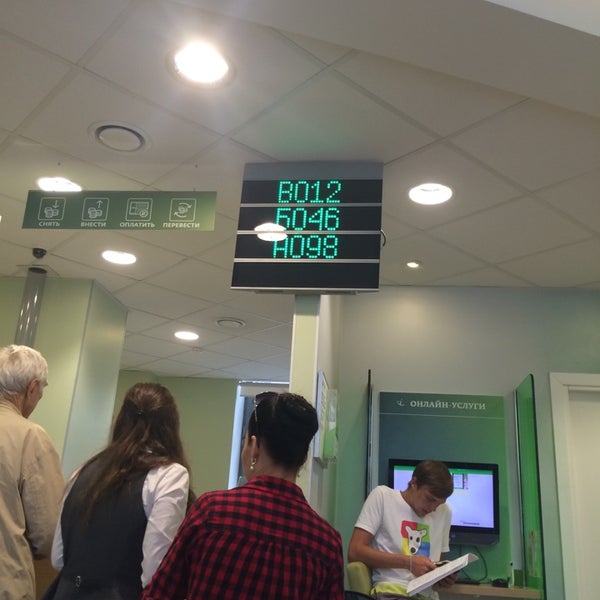 В012
Б046
А098
СНЯТЬ ВНЕСТИ ОПЛАТИТЬ ПЕРЕВЕСТИ
ОНЛАЙН-УСЛУГИ